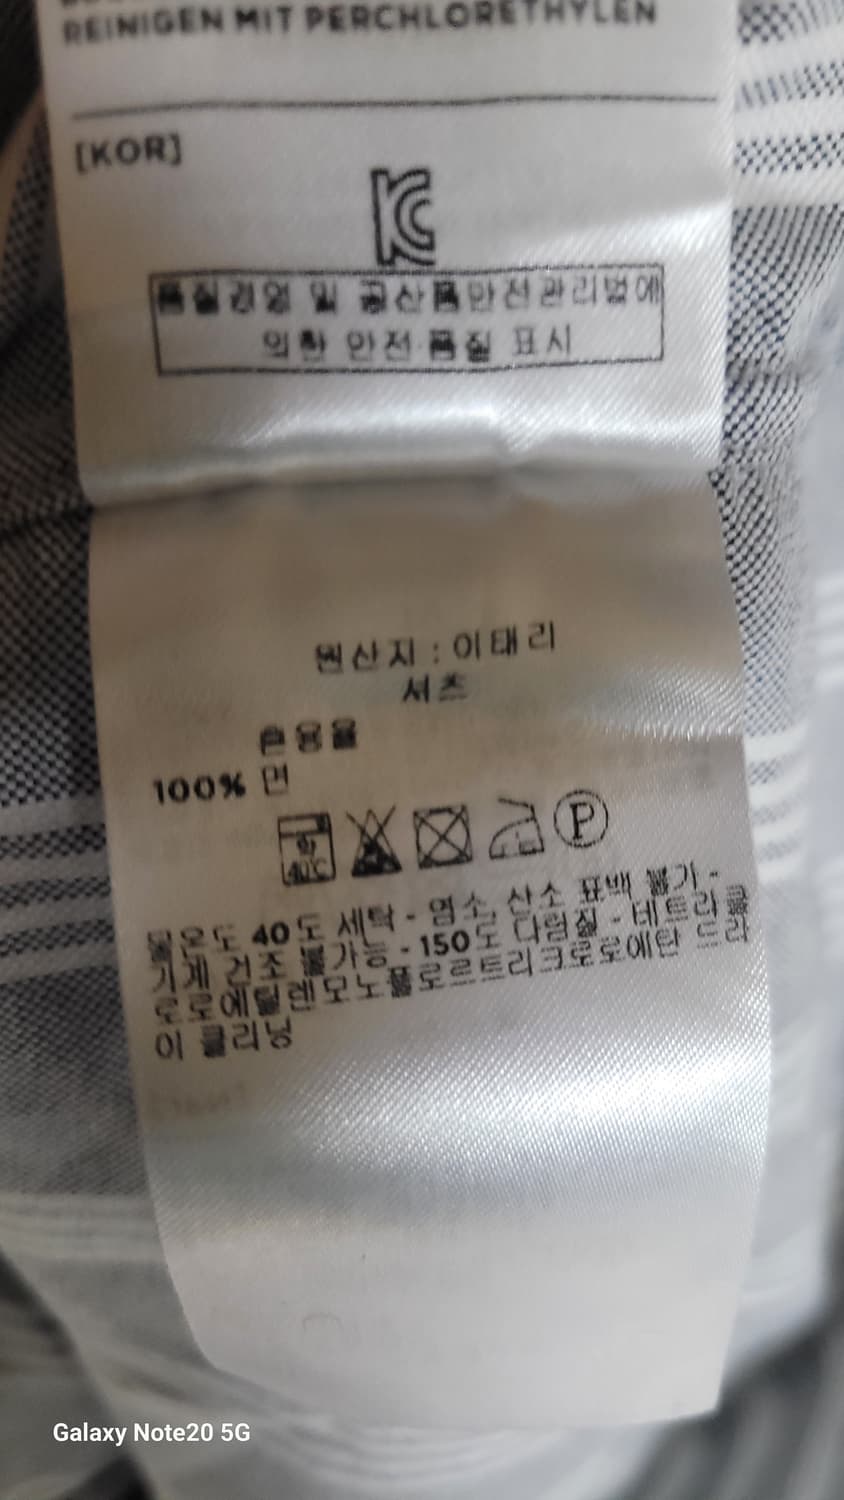 REINIGEN MIT PERCHLORETHYLEN
[KOR]
KC
품질경영 및 공산품안전관리법에
의한 안전·품질 표시
원산지 : 이태리
셔츠
혼용율
100% 면
약
40°C
P
물온도 40도 세탁 - 염소, 산소 표백 불가 -
기계 건조 불가능 - 150도 다림질 - 테트라클
로로에틸렌모노플로르트리크로로에탄 드라
이 클리닝
Galaxy Note20 5G